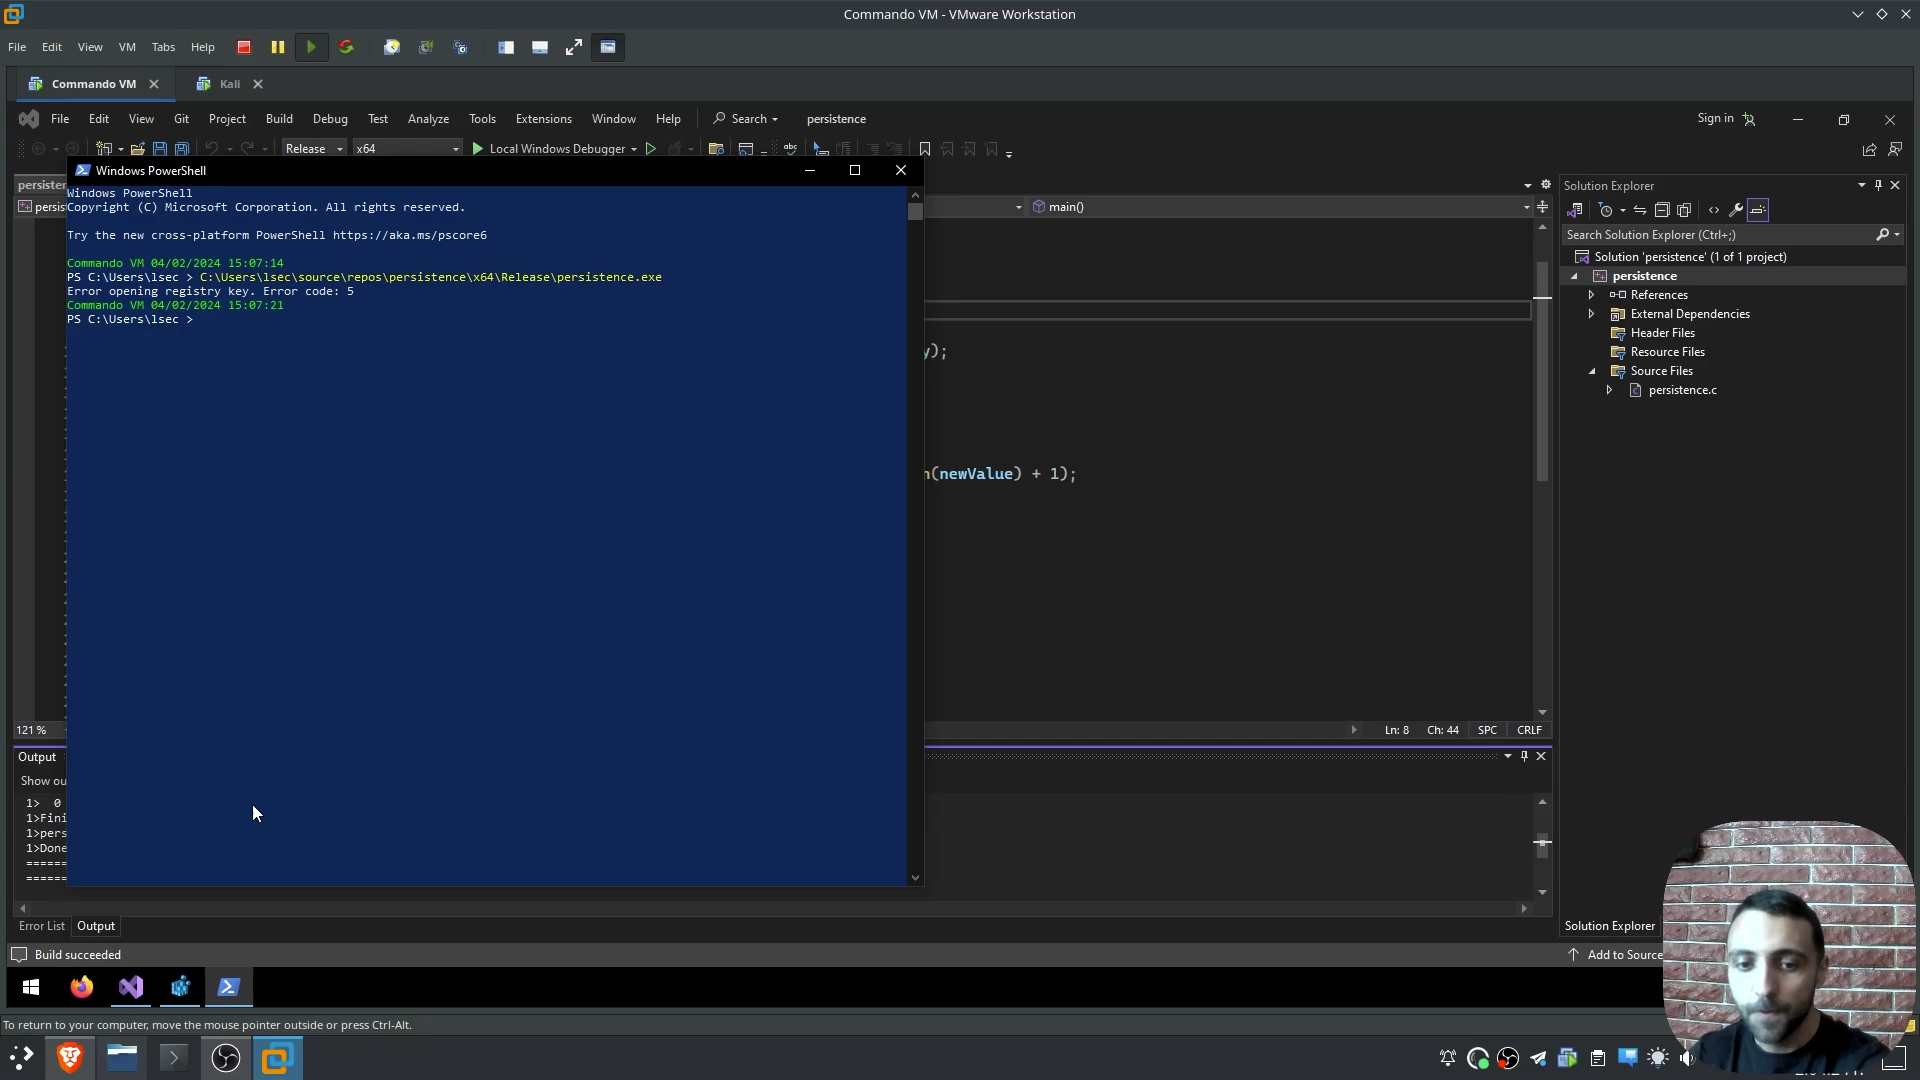 Commando VM - VMware Workstation
File Edit View VM Tabs Help
Commando VM
Kali
File Edit View Git Project Build Debug Test Analyze Tools Extensions Window Help Search persistence Sign in
Release x64 Local Windows Debugger
Windows PowerShell
Windows PowerShell
Copyright (C) Microsoft Corporation. All rights reserved.
Try the new cross-platform PowerShell https://aka.ms/pscore6
Commando VM 04/02/2024 15:07:14
PS C:\Users\lsec > C:\Users\lsec\source\repos\persistence\x64\Release\persistence.exe
Error opening registry key. Error code: 5
Commando VM 04/02/2024 15:07:21
PS C:\Users\lsec >
main()
y);
(newValue) + 1);
Solution Explorer
Search Solution Explorer (Ctrl+;)
Solution 'persistence' (1 of 1 project)
persistence
References
External Dependencies
Header Files
Resource Files
Source Files
persistence.c
121 %
Ln: 8 Ch: 44 SPC CRLF
Output
Show ou
1> 0
1>Fini
1>pers
1>Done
======
======
Error List Output
Solution Explorer
Build succeeded
Add to Source
To return to your computer, move the mouse pointer outside or press Ctrl-Alt.